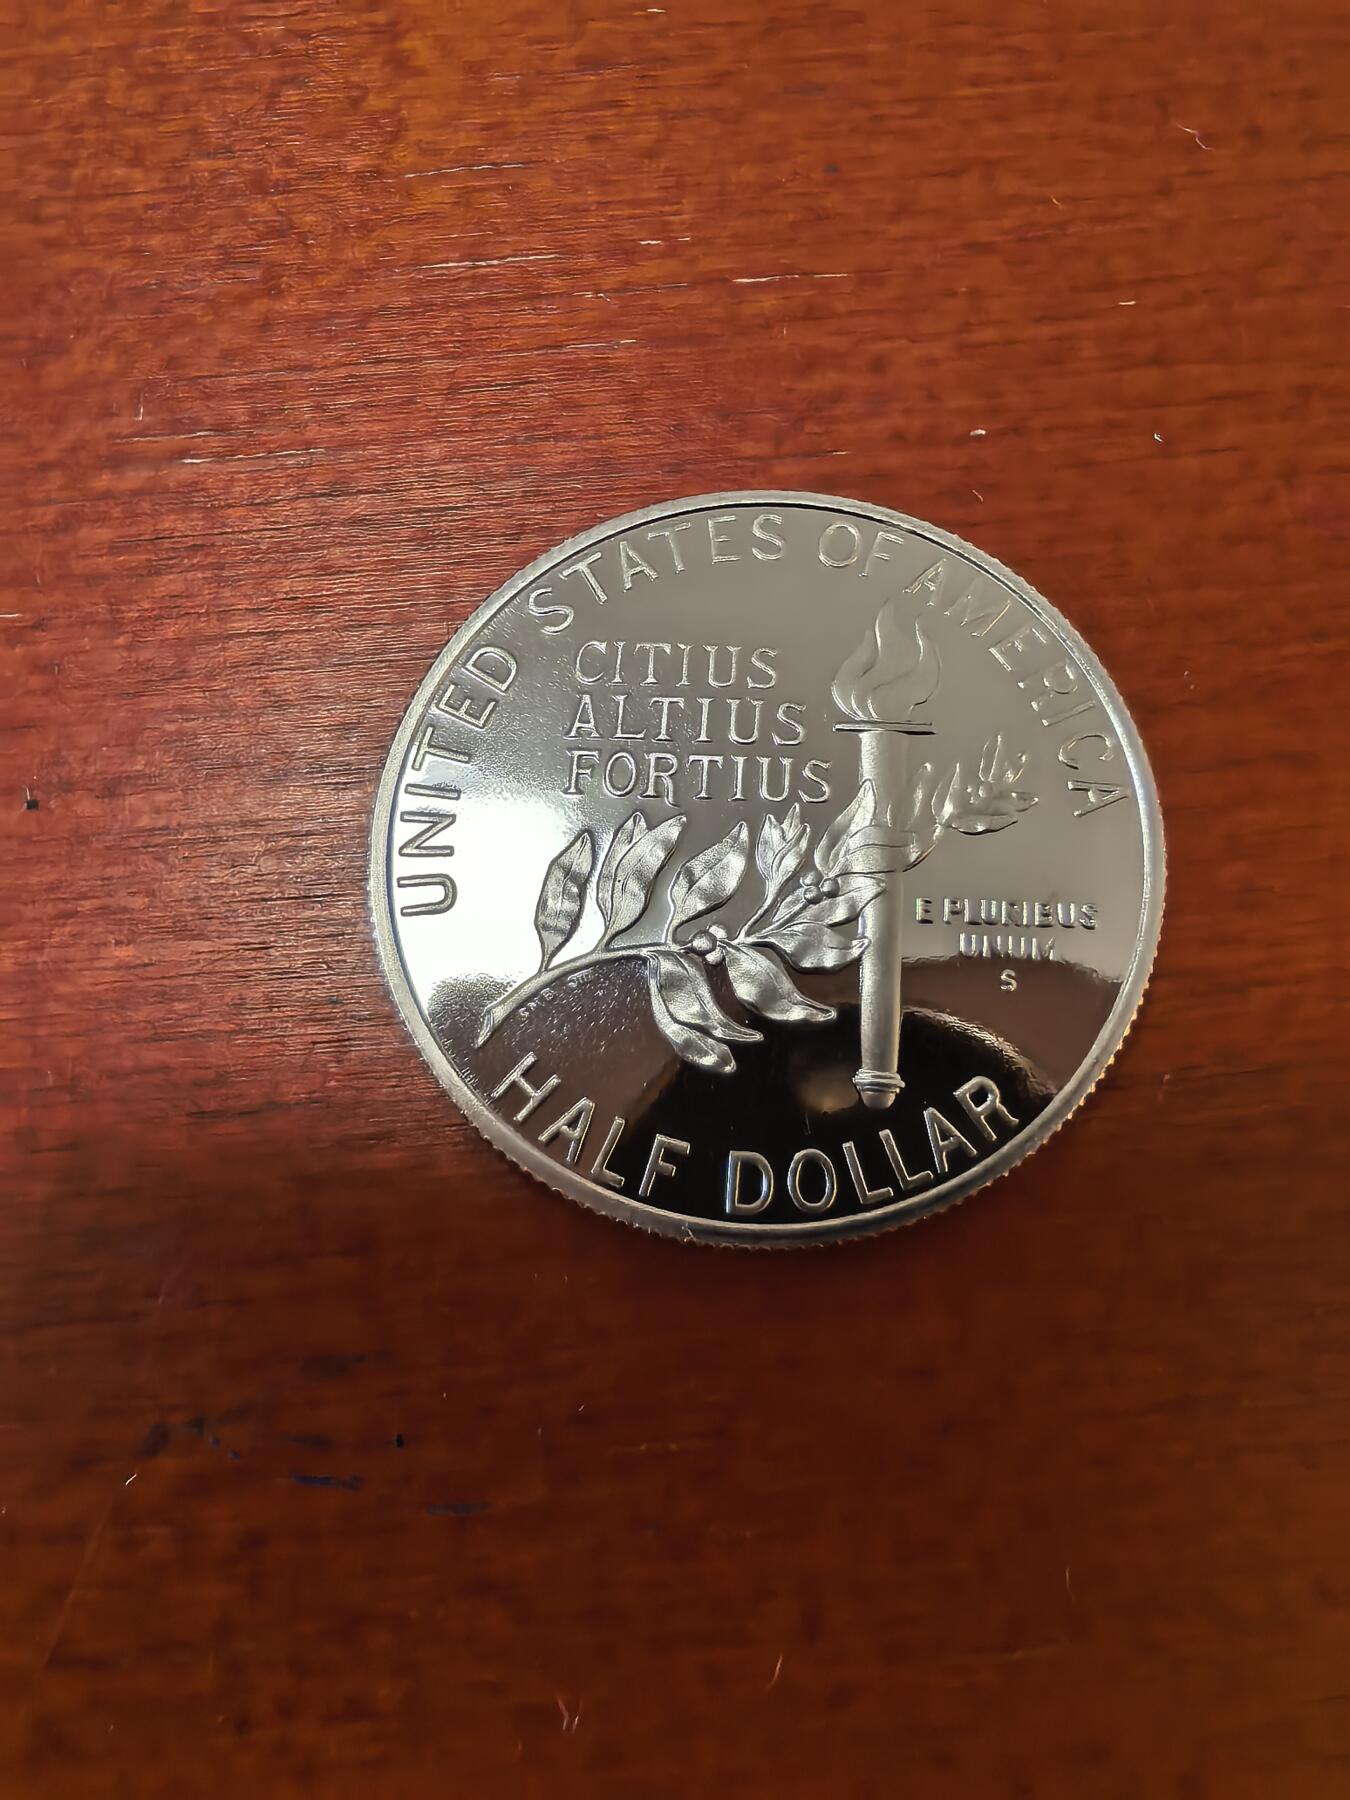 UNITED STATES OF AMERICA
CITIUS
ALTIUS
FORTIUS
E PLURIBUS
UNUM
S
HALF DOLLAR